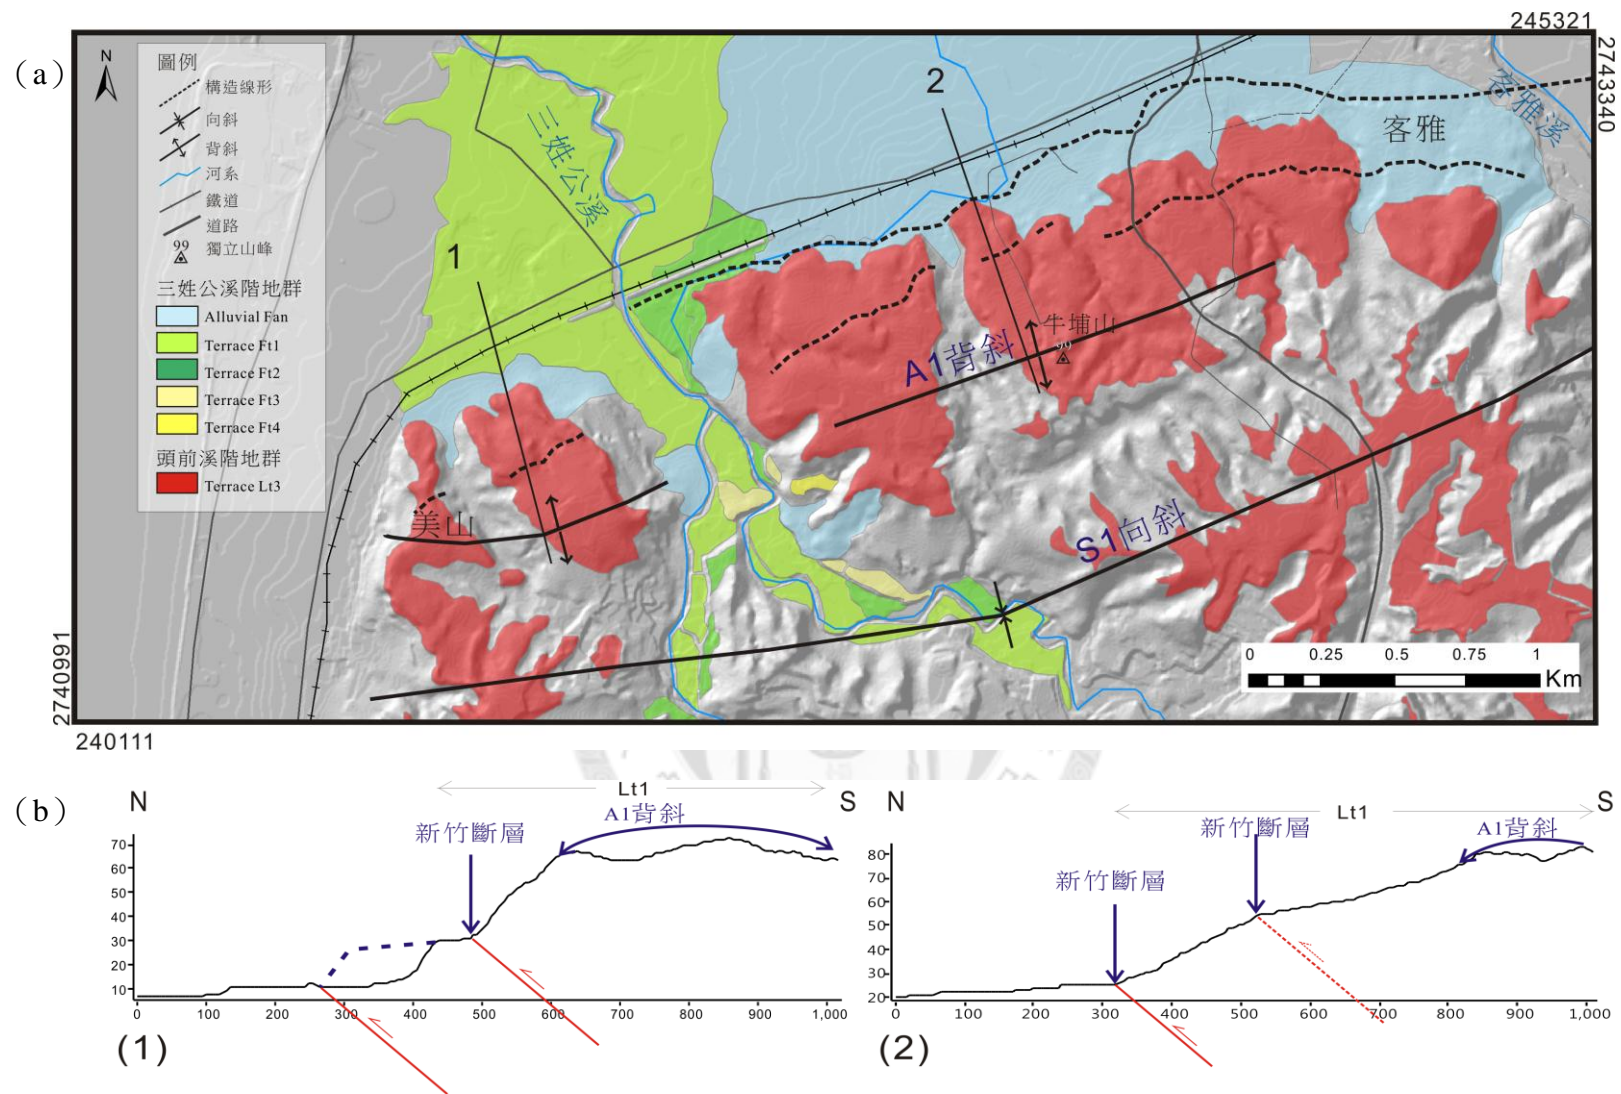 (a)
245321
2743340
N
圖例
構造線形
向斜
背斜
河系
鐵道
道路
99
獨立山峰
三姓公溪階地群
Alluvial Fan
Terrace Ft1
Terrace Ft2
Terrace Ft3
Terrace Ft4
頭前溪階地群
Terrace Lt3
1
2
三姓公溪
客雅溪
客雅
牛埔山
99
A1背斜
S1向斜
美山
0 0.25 0.5 0.75 1
Km
2740991
240111
(b)
N
Lt1
S
A1背斜
新竹斷層
70
60
50
40
30
20
10
0 100 200 300 400 500 600 700 800 900 1,000
(1)
N
Lt1
S
新竹斷層
A1背斜
新竹斷層
80
70
60
50
40
30
20
0 100 200 300 400 500 600 700 800 900 1,000
(2)